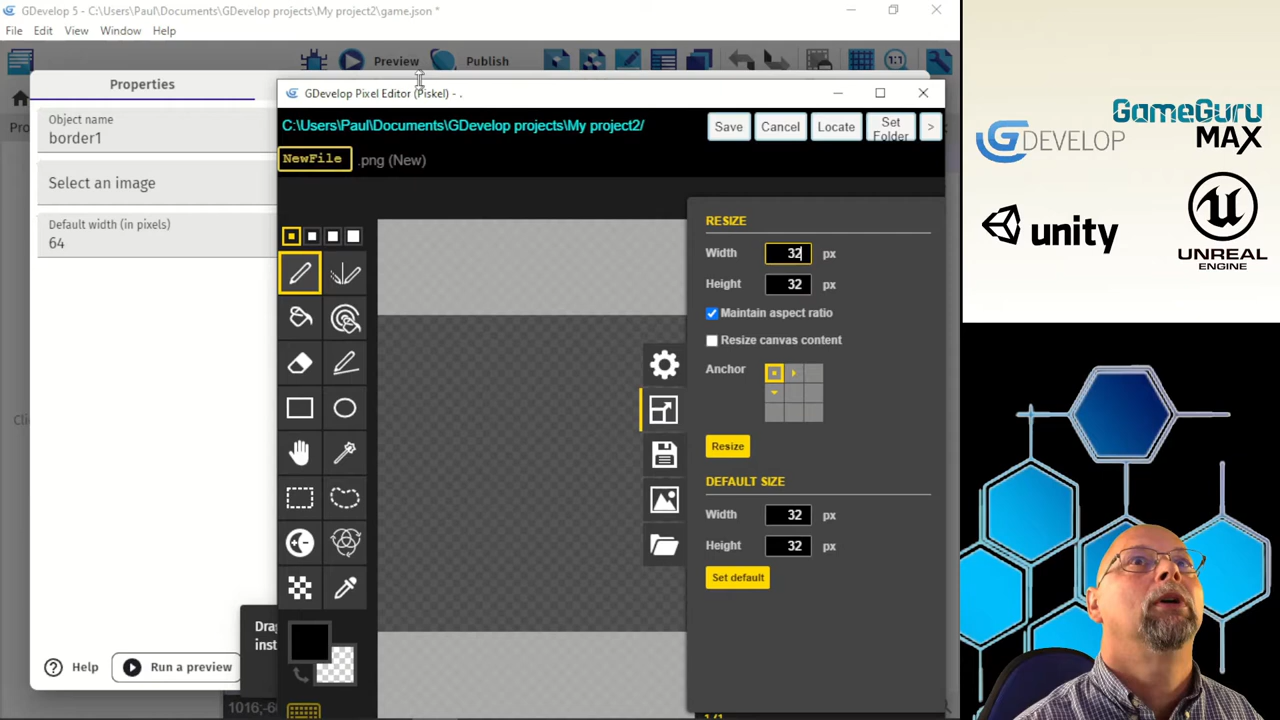 GDevelop 5 - C:\Users\Paul\Documents\GDevelop projects\My project2\game.json *
File Edit View Window Help
Preview Publish
Properties
Object name
border1
Select an image
Default width (in pixels)
64
Help
Run a preview
1016;-6
GDevelop Pixel Editor (Piskel) - .
C:\Users\Paul\Documents\GDevelop projects\My project2/
Save Cancel Locate Set Folder >
NewFile .png (New)
RESIZE
Width 32 px
Height 32 px
Maintain aspect ratio
Resize canvas content
Anchor
Resize
DEFAULT SIZE
Width 32 px
Height 32 px
Set default
GameGuru
MAX
GDEVELOP
unity
UNREAL
ENGINE